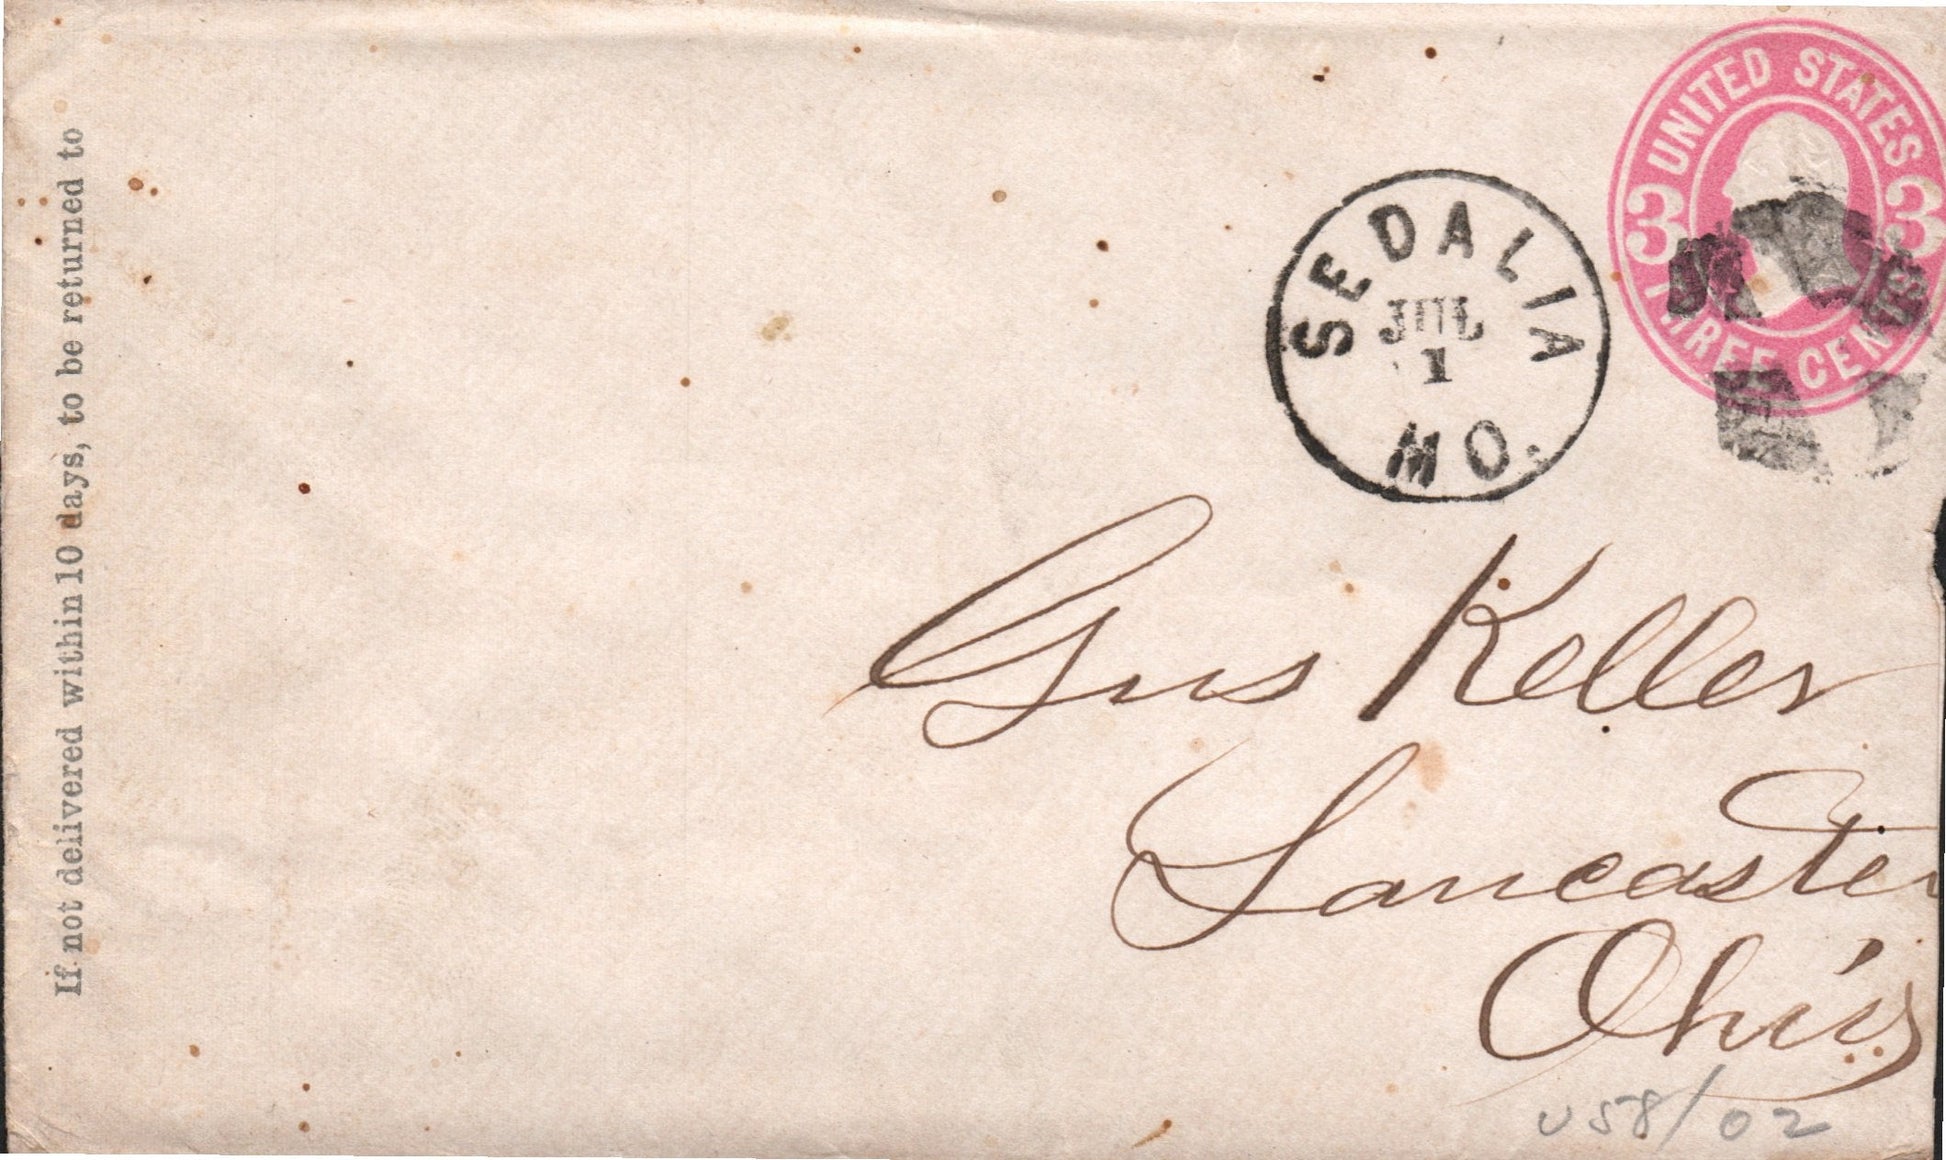 If not delivered within 10 days, to be returned to
UNITED STATES
3 3
THREE CENTS
SEDALIA
JUL
1
MO.
Gus Keller
Lancaster
Ohio
U58/02